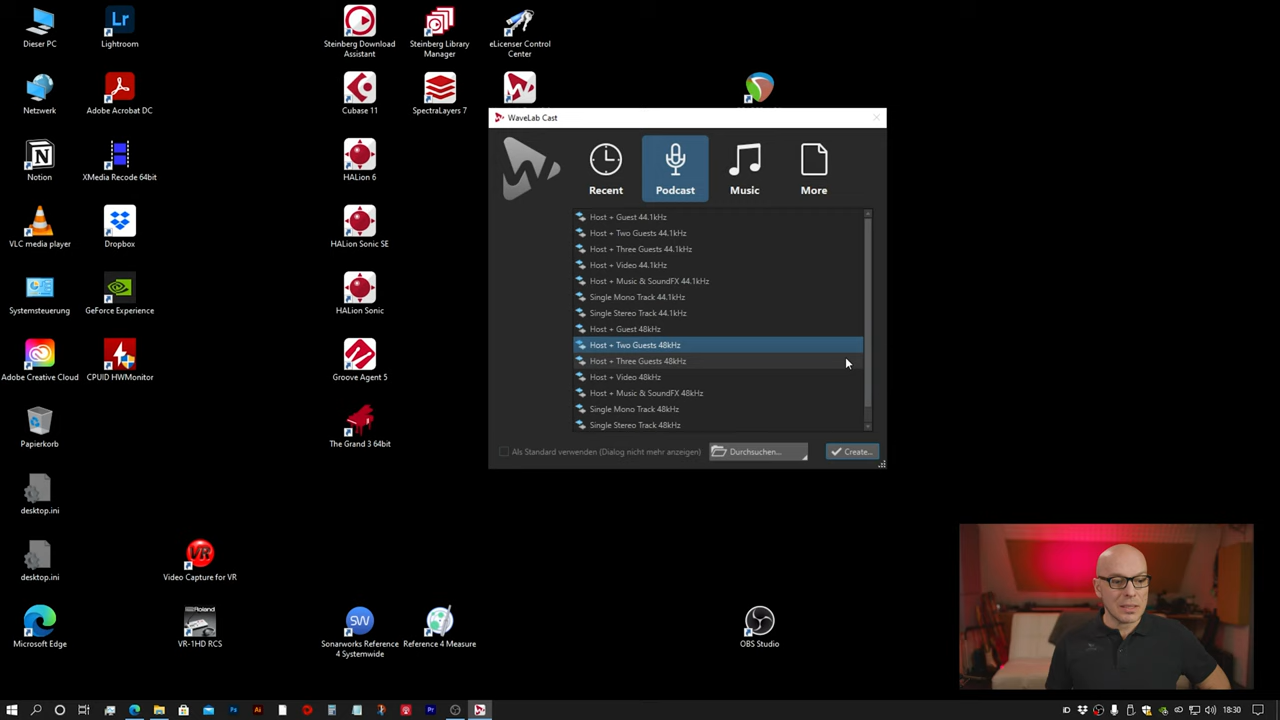 Dieser PC
Lightroom
Steinberg Download
Assistant
Steinberg Library
Manager
eLicenser Control
Center
Netzwerk
Adobe Acrobat DC
Cubase 11
SpectraLayers 7
WaveLab Cast
Recent
Podcast
Music
More
Notion
XMedia Recode 64bit
HALion 6
Host + Guest 44.1kHz
Host + Two Guests 44.1kHz
Host + Three Guests 44.1kHz
Host + Video 44.1kHz
Host + Music & SoundFX 44.1kHz
Single Mono Track 44.1kHz
Single Stereo Track 44.1kHz
Host + Guest 48kHz
Host + Two Guests 48kHz
Host + Three Guests 48kHz
Host + Video 48kHz
Host + Music & SoundFX 48kHz
Single Mono Track 48kHz
Single Stereo Track 48kHz
Als Standard verwenden (Dialog nicht mehr anzeigen)
Durchsuchen...
Create...
VLC media player
Dropbox
HALion Sonic SE
Systemsteuerung
GeForce Experience
HALion Sonic
Adobe Creative Cloud
CPUID HWMonitor
Groove Agent 5
Papierkorb
The Grand 3 64bit
desktop.ini
desktop.ini
Video Capture for VR
Microsoft Edge
VR-1HD RCS
Sonarworks Reference
4 Systemwide
Reference 4 Measure
OBS Studio
18:30